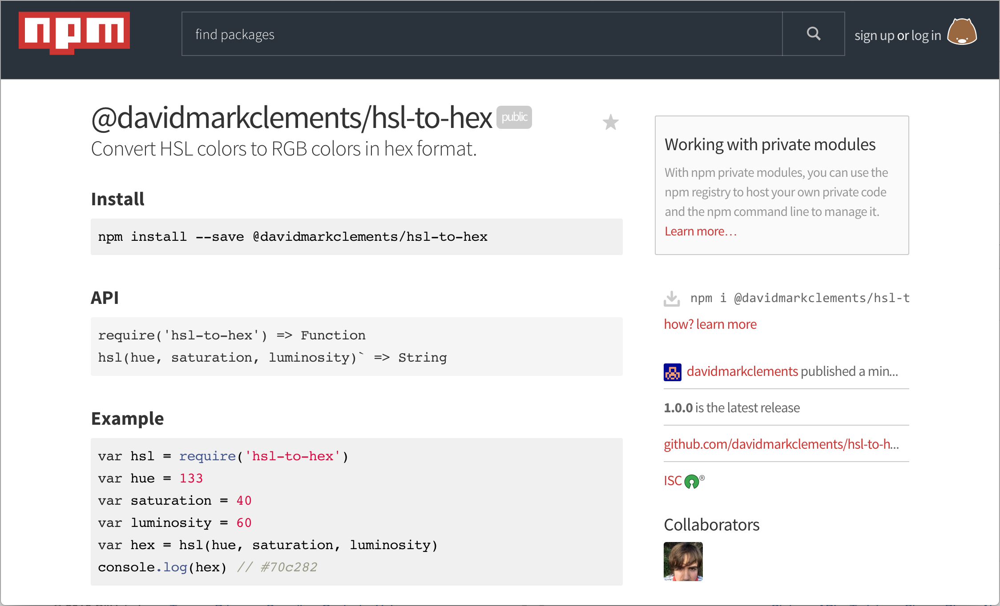 npm
find packages
sign up or log in
@davidmarkclements/hsl-to-hex public
Convert HSL colors to RGB colors in hex format.
Install
npm install --save @davidmarkclements/hsl-to-hex
API
require('hsl-to-hex') => Function
hsl(hue, saturation, luminosity)` => String
Example
var hsl = require('hsl-to-hex')
var hue = 133
var saturation = 40
var luminosity = 60
var hex = hsl(hue, saturation, luminosity)
console.log(hex) // #70c282
Working with private modules
With npm private modules, you can use the
npm registry to host your own private code
and the npm command line to manage it.
Learn more…
npm i @davidmarkclements/hsl-t
how? learn more
davidmarkclements published a min...
1.0.0 is the latest release
github.com/davidmarkclements/hsl-to-h...
ISC ®
Collaborators